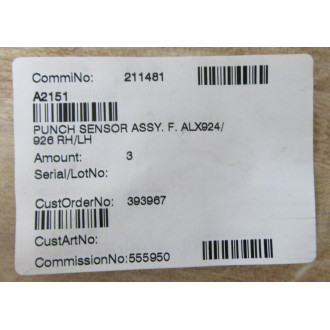 CommiNo: 211481
A2151
PUNCH SENSOR ASSY. F. ALX924/
926 RH/LH
Amount: 3
Serial/LotNo:
CustOrderNo: 393967
CustArtNo:
CommissionNo:555950